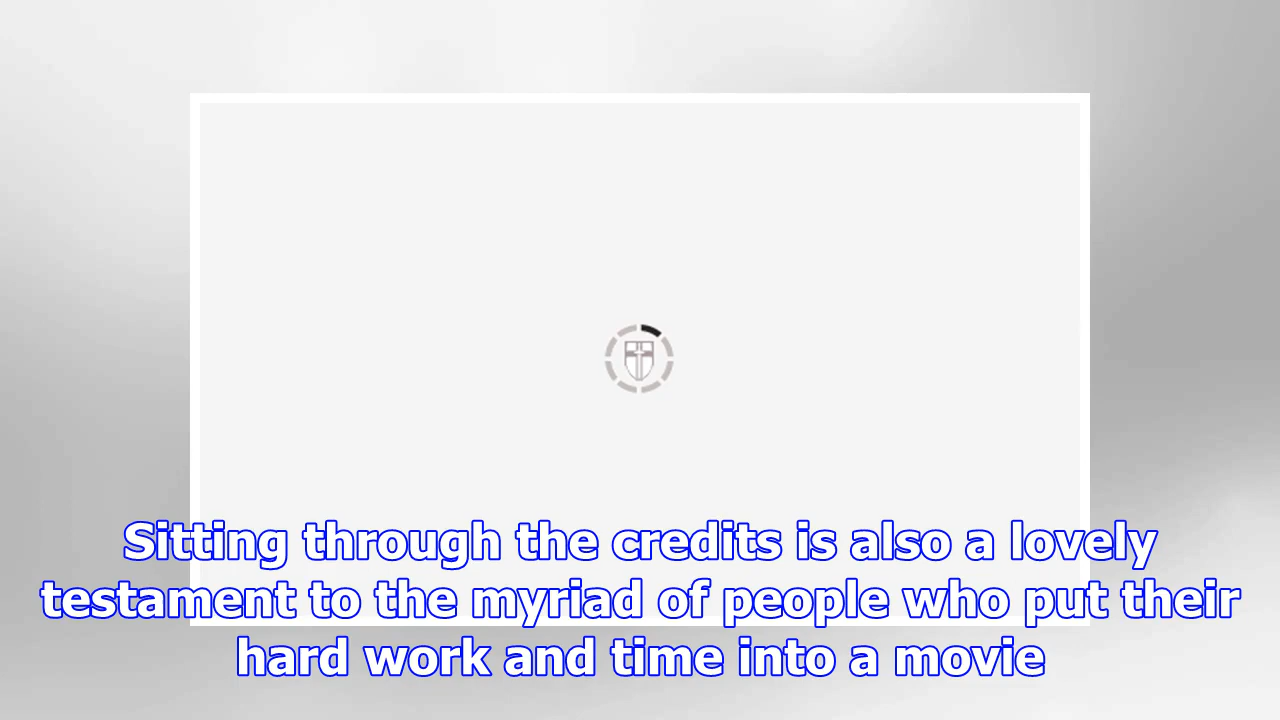 Sitting through the credits is also a lovely
testament to the myriad of people who put their
hard work and time into a movie